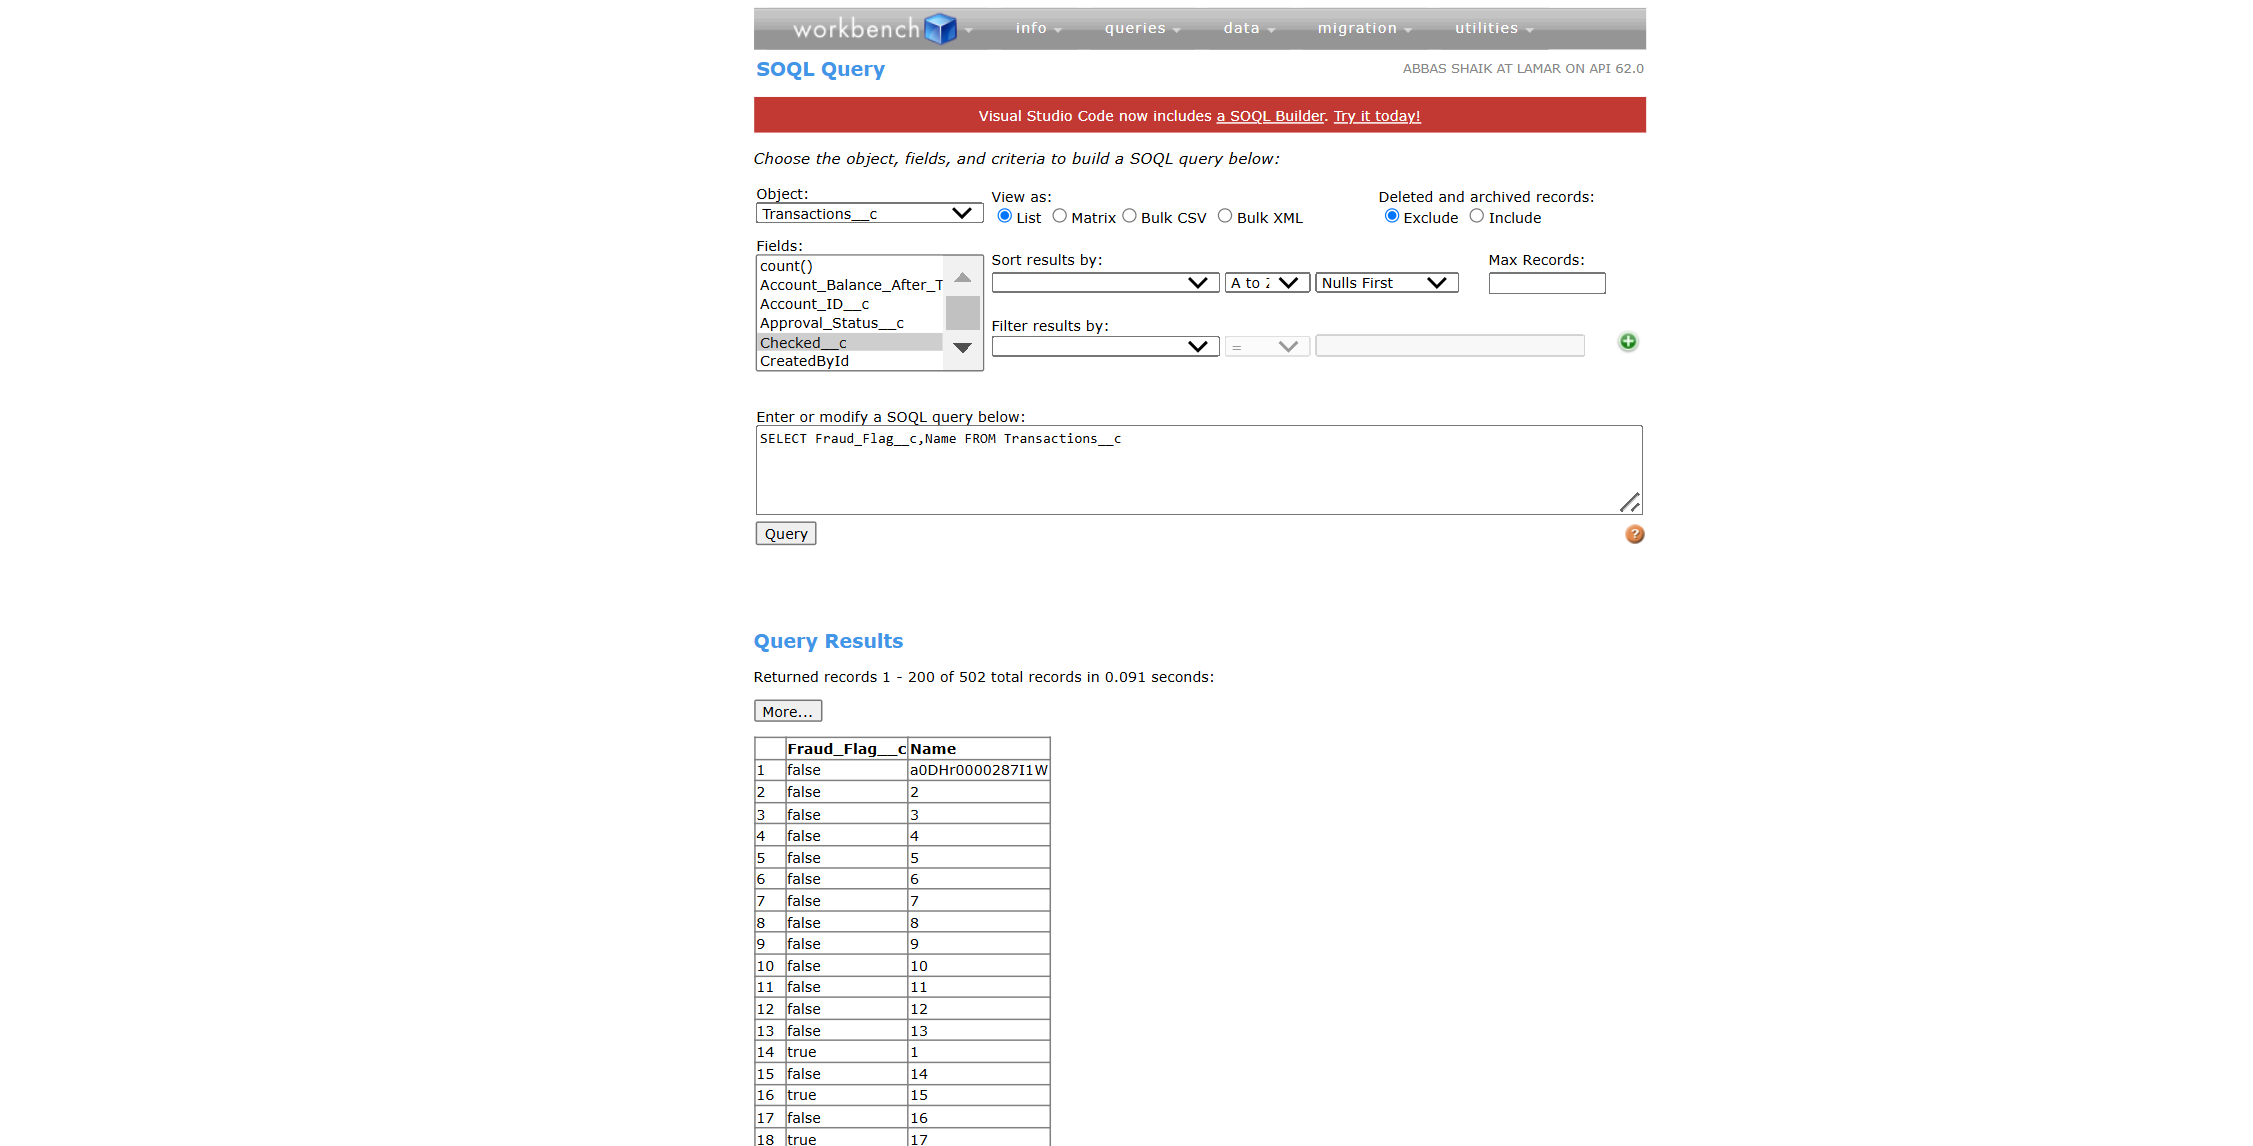 workbench info queries data migration utilities
SOQL Query
ABBAS SHAIK AT LAMAR ON API 62.0
Visual Studio Code now includes a SOQL Builder. Try it today!
Choose the object, fields, and criteria to build a SOQL query below:
Object:
Transactions__c
View as:
List Matrix Bulk CSV Bulk XML
Deleted and archived records:
Exclude Include
Fields:
count()
Account_Balance_After_T
Account_ID__c
Approval_Status__c
Checked__c
CreatedById
Sort results by:
A to Z
Nulls First
Max Records:
Filter results by:
=
Enter or modify a SOQL query below:
SELECT Fraud_Flag__c,Name FROM Transactions__c
Query
?
Query Results
Returned records 1 - 200 of 502 total records in 0.091 seconds:
More...
Fraud_Flag__c Name
1 false a0DHr0000287I1W
2 false 2
3 false 3
4 false 4
5 false 5
6 false 6
7 false 7
8 false 8
9 false 9
10 false 10
11 false 11
12 false 12
13 false 13
14 true 1
15 false 14
16 true 15
17 false 16
18 true 17